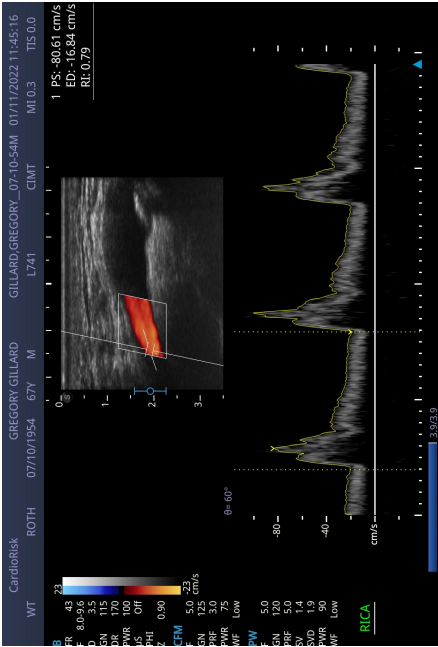 CardioRisk GREGORY GILLARD GILLARD,GREGORY__07-10-54M 01/11/2022 11:45:16
WT ROTH 07/10/1954 67Y M L741 CIMT MI 0.3 TIS 0.0
1 PS: -80.61 cm/s
ED: -16.84 cm/s
RI: 0.79
B
FR 43
F 8.0-9.6
D 3.5
GN 115
DR 170
PWR 100
µS Off
PHI
Z 0.90
23
-23
cm/s
0
1
2
3
CFM
F 5.0
GN 125
PRF 3.0
PWR 75
WF Low
θ= 60°
PW
F 5.0
GN 120
PRF 5.0
SV 1.4
SVD 1.9
PWR 90
WF Low
-80
-40
cm/s
RICA
3.9/3.9